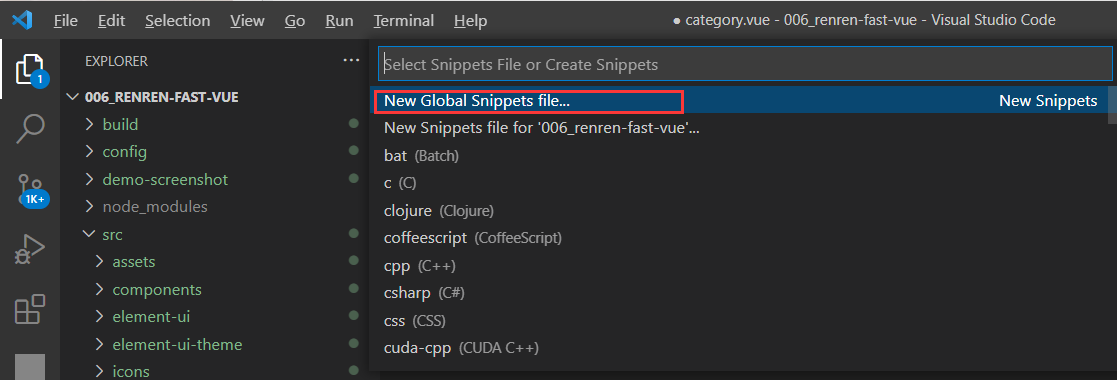 File Edit Selection View Go Run Terminal Help ● category.vue - 006_renren-fast-vue - Visual Studio Code
EXPLORER ...
1
006_RENREN-FAST-VUE
build
config
demo-screenshot
1K+
node_modules
src
assets
components
element-ui
element-ui-theme
icons
Select Snippets File or Create Snippets
New Global Snippets file... New Snippets
New Snippets file for '006_renren-fast-vue'...
bat (Batch)
c (C)
clojure (Clojure)
coffeescript (CoffeeScript)
cpp (C++)
csharp (C#)
css (CSS)
cuda-cpp (CUDA C++)